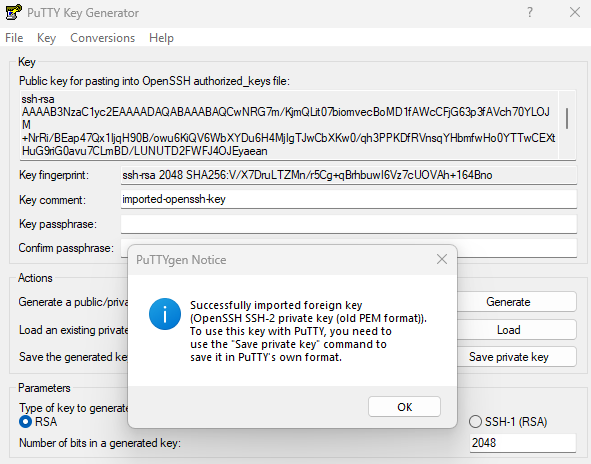 PuTTY Key Generator
File Key Conversions Help
Key
Public key for pasting into OpenSSH authorized_keys file:
ssh-rsa
AAAAB3NzaC1yc2EAAAADAQABAAABAQCwNRG7m/KjmQLit07biomvecBoMD1fAWcCFjG63p3fAVch70YLOJ
M
+NrRi/BEap47Qx1ljqH90B/owu6KiQV6WbXYDu6H4MjIgTJwCbXKw0/qh3PPKDfRVnsqYHbmfwHo0YTTwCEXt
HuG9riG0avu7CLmBD/LUNUTD2FWFJ4OJEyaean
Key fingerprint: ssh-rsa 2048 SHA256:V/X7DruLTZMn/r5Cg+qBrhbuwI6Vz7cUOVAh+164Bno
Key comment: imported-openssh-key
Key passphrase:
Confirm passphrase:
PuTTYgen Notice
Successfully imported foreign key
(OpenSSH SSH-2 private key (old PEM format)).
To use this key with PuTTY, you need to
use the "Save private key" command to
save it in PuTTY's own format.
OK
Actions
Generate a public/priva
Generate
Load an existing private
Load
Save the generated ke
Save private key
Parameters
Type of key to generate
RSA
SSH-1 (RSA)
Number of bits in a generated key: 2048